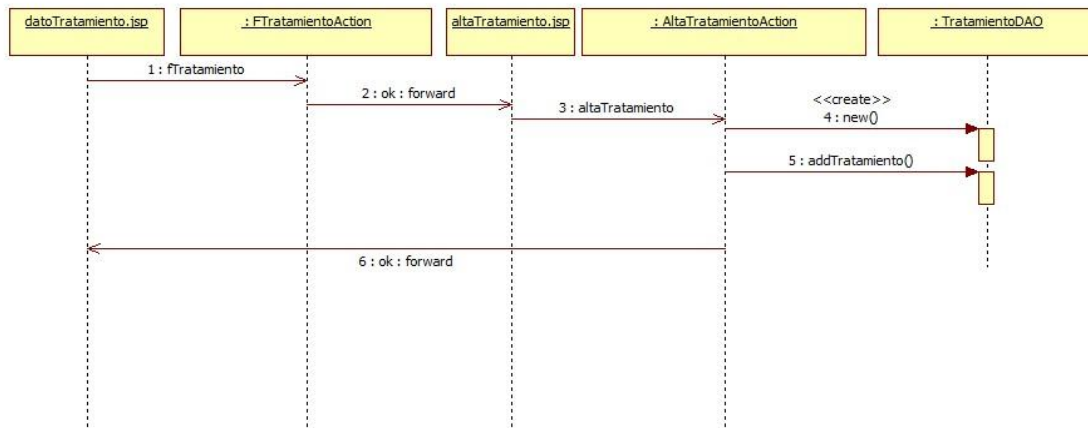 datoTratamiento.jsp
: FTratamientoAction
altaTratamiento.jsp
: AltaTratamientoAction
: TratamientoDAO
1 : fTratamiento
2 : ok : forward
3 : altaTratamiento
<<create>>
4 : new()
5 : addTratamiento()
6 : ok : forward